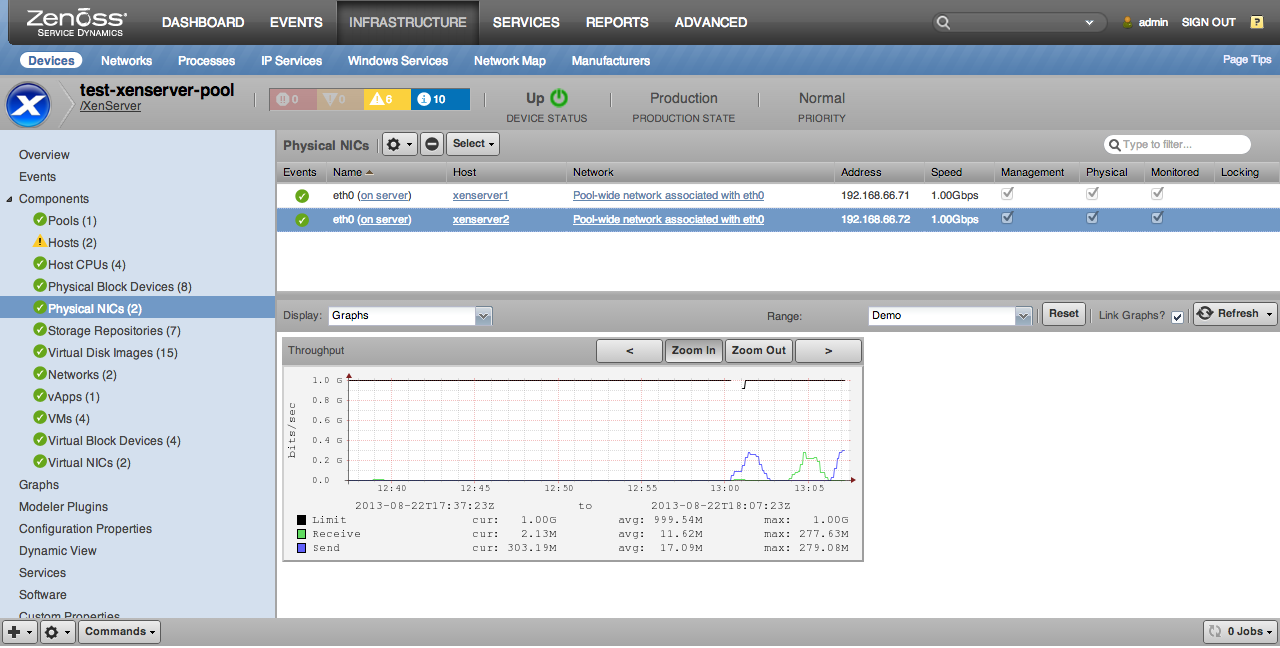 Zenoss
SERVICE DYNAMICS
DASHBOARD EVENTS INFRASTRUCTURE SERVICES REPORTS ADVANCED admin SIGN OUT ?
Devices Networks Processes IP Services Windows Services Network Map Manufacturers Page Tips
test-xenserver-pool
/XenServer
0 0 6 10
Up
DEVICE STATUS
Production
PRODUCTION STATE
Normal
PRIORITY
Overview
Events
Components
Pools (1)
Hosts (2)
Host CPUs (4)
Physical Block Devices (8)
Physical NICs (2)
Storage Repositories (7)
Virtual Disk Images (15)
Networks (2)
vApps (1)
VMs (4)
Virtual Block Devices (4)
Virtual NICs (2)
Graphs
Modeler Plugins
Configuration Properties
Dynamic View
Services
Software
Custom Properties
Physical NICs Select Type to filter...
Events Name Host Network Address Speed Management Physical Monitored Locking
eth0 (on server) xenserver1 Pool-wide network associated with eth0 192.168.66.71 1.00Gbps
eth0 (on server) xenserver2 Pool-wide network associated with eth0 192.168.66.72 1.00Gbps
Display: Graphs Range: Demo Reset Link Graphs? Refresh
Throughput < Zoom In Zoom Out >
bits/sec
1.0 G
0.8 G
0.6 G
0.4 G
0.2 G
0.0
12:40 12:45 12:50 12:55 13:00 13:05
2013-08-22T17:37:23Z to 2013-08-22T18:07:23Z
Limit cur: 1.00G avg: 999.54M max: 1.00G
Receive cur: 2.13M avg: 11.62M max: 277.63M
Send cur: 303.19M avg: 17.09M max: 279.08M
Commands 0 Jobs